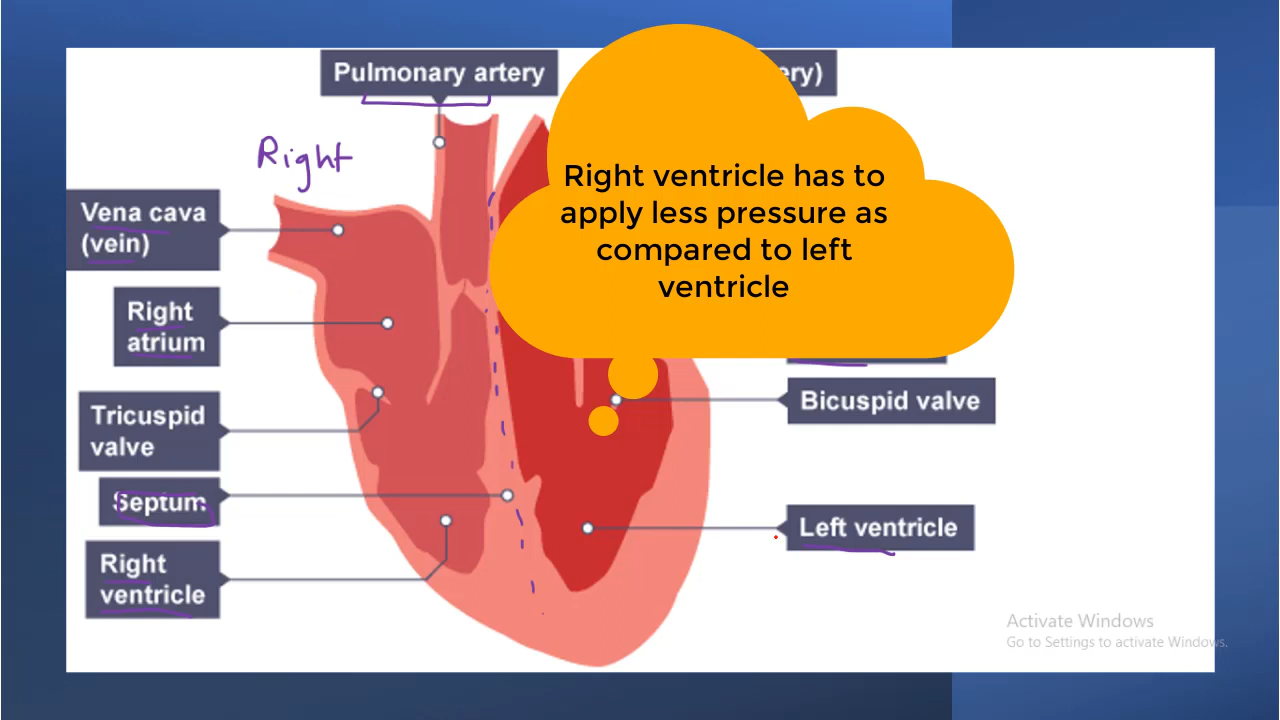 Pulmonary artery
ery)
Right
Right ventricle has to
apply less pressure as
compared to left
ventricle
Vena cava
(vein)
Right
atrium
Tricuspid
valve
Septum
Right
ventricle
Bicuspid valve
Left ventricle
Activate Windows
Go to Settings to activate Windows.